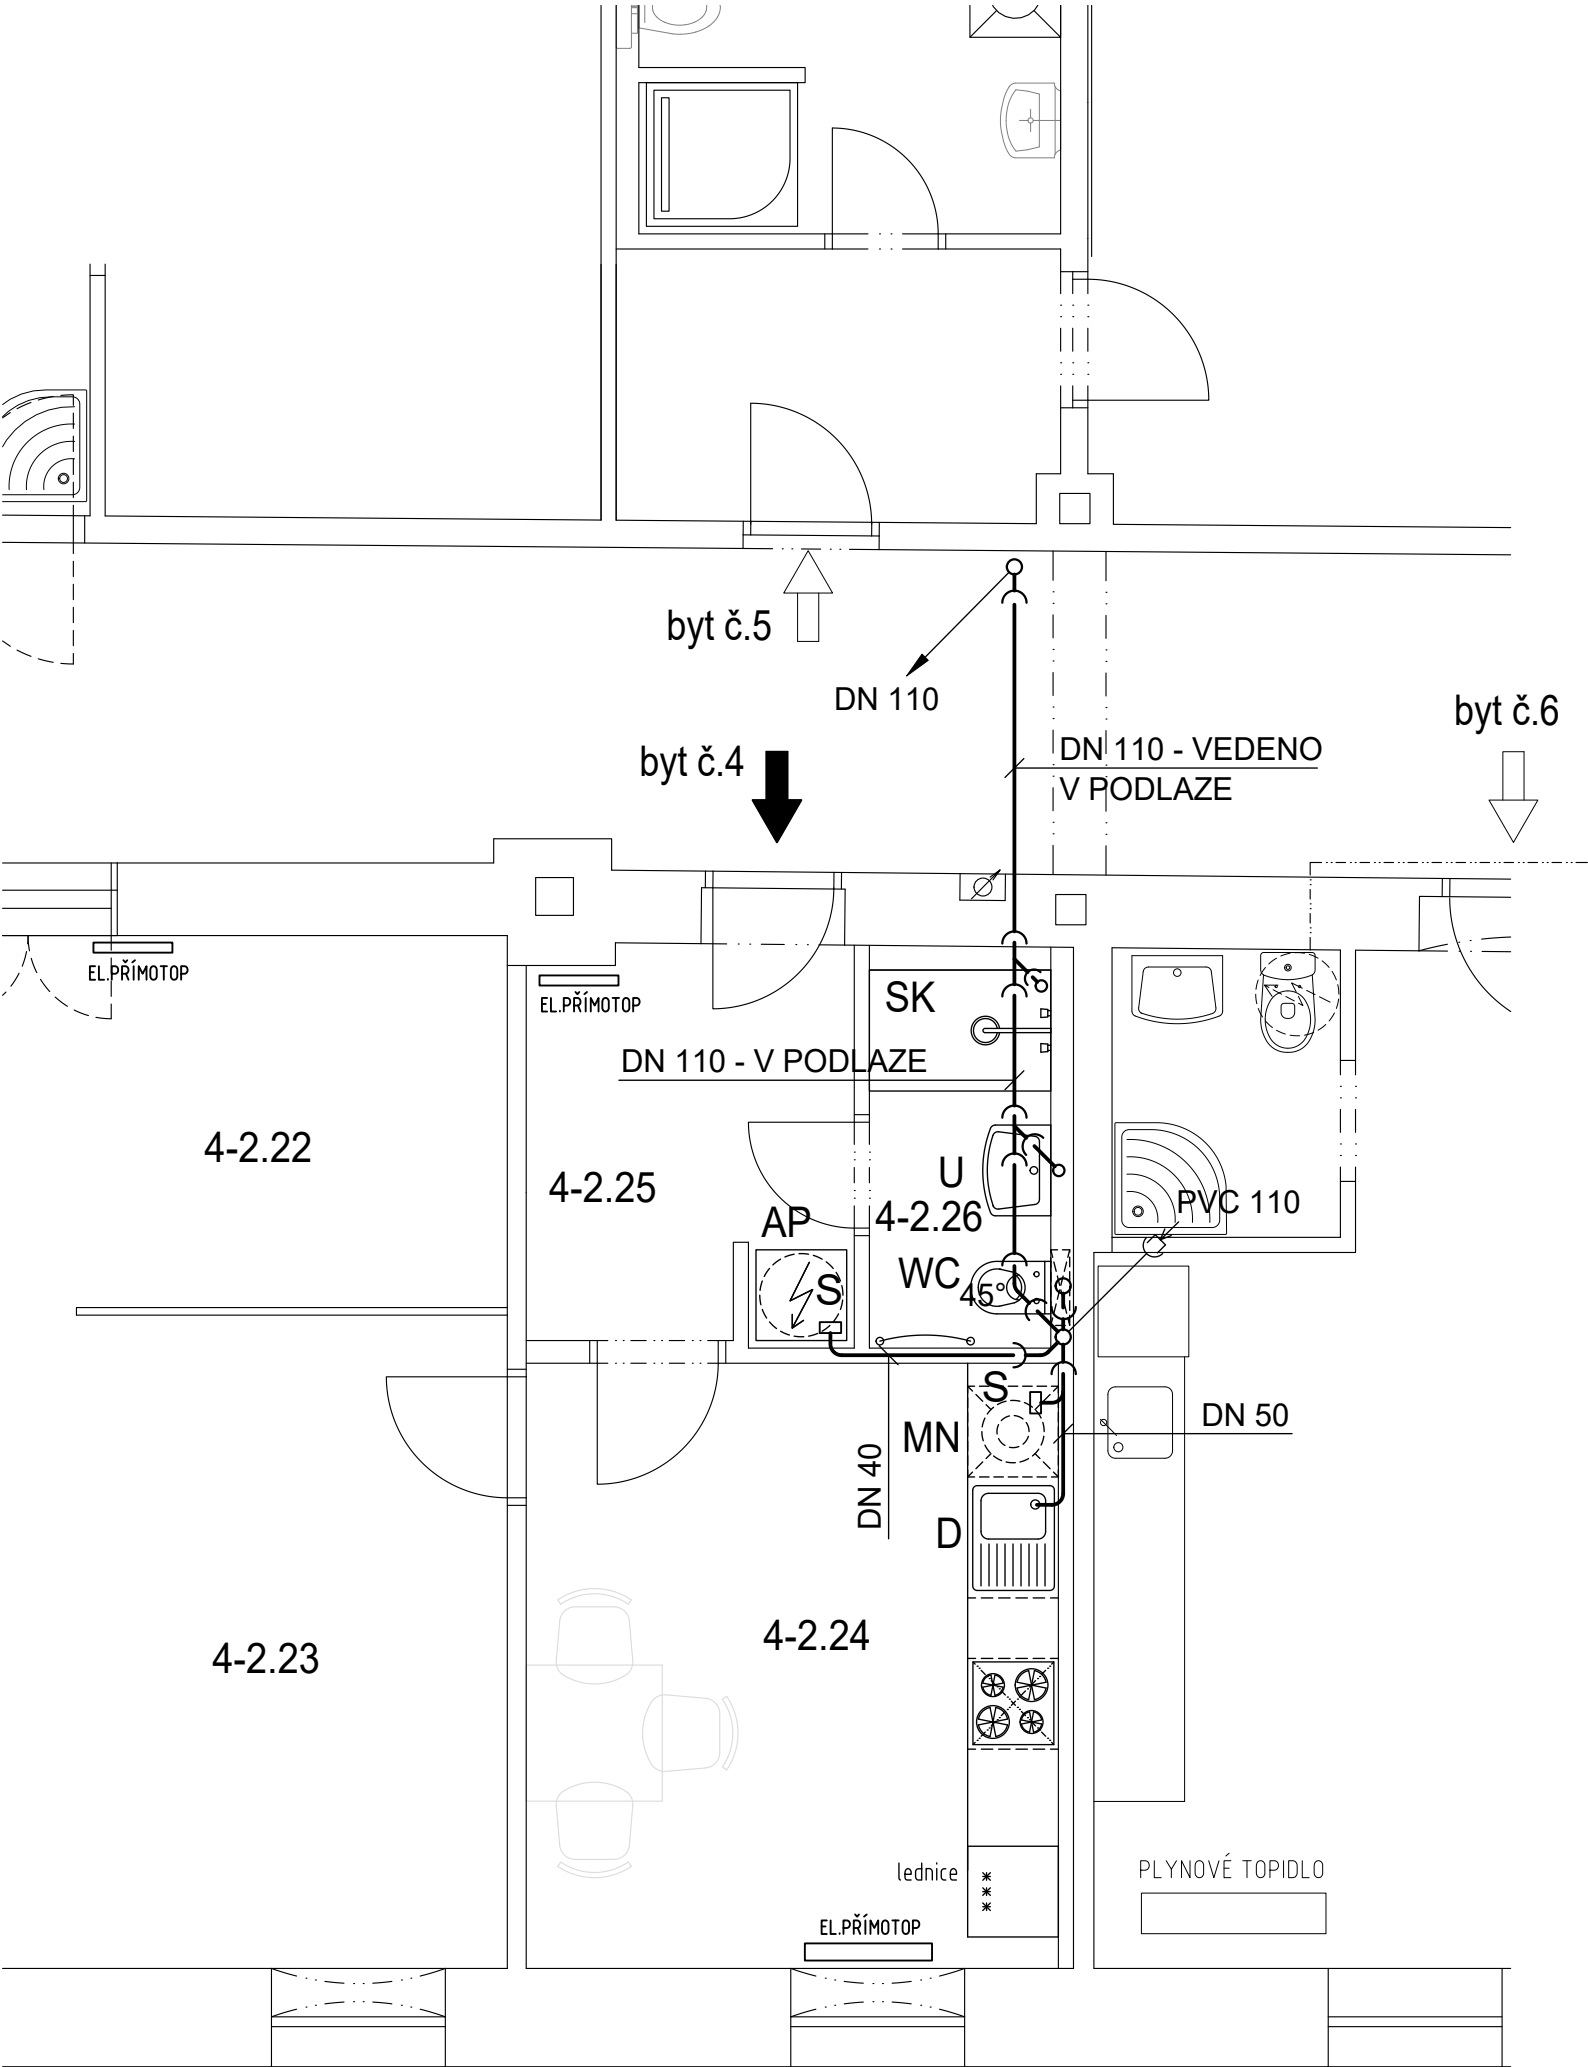 byt č.5
DN 110
byt č.6
DN 110 - VEDENO
V PODLAZE
byt č.4
EL.PŘÍMOTOP
EL.PŘÍMOTOP
SK
DN 110 - V PODLAZE
4-2.22
4-2.25
U
4-2.26
PVC 110
AP
WC
45
S
S
MN
DN 50
DN 40
D
4-2.24
4-2.23
lednice
PLYNOVÉ TOPIDLO
EL.PŘÍMOTOP